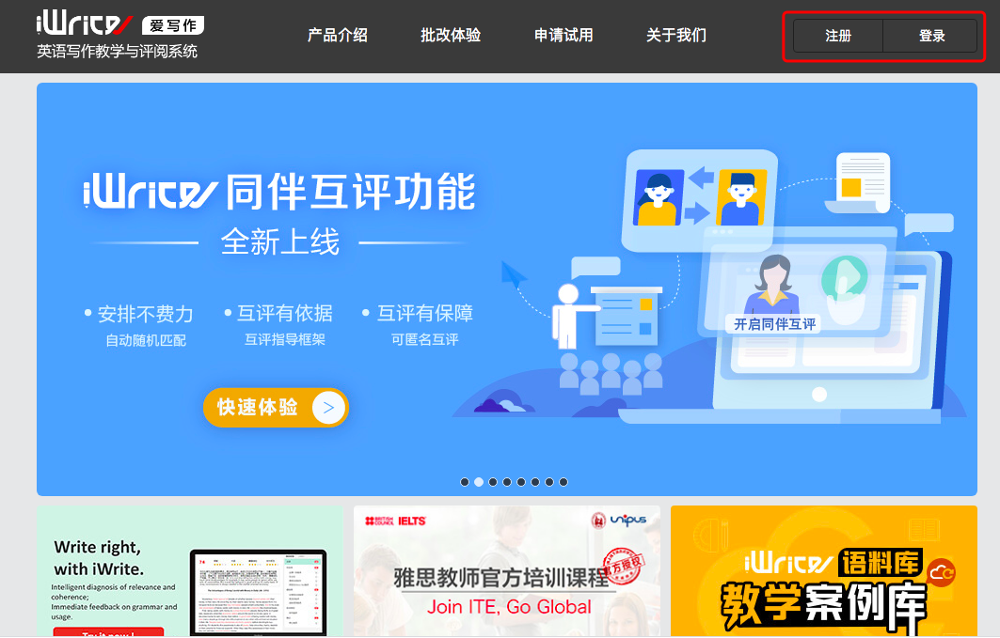 iWrite 爱写作
英语写作教学与评阅系统
产品介绍 批改体验 申请试用 关于我们 注册 登录
iWrite 同伴互评功能
全新上线
• 安排不费力 • 互评有依据 • 互评有保障
自动随机匹配 互评指导框架 可匿名互评
快速体验 >
开启同伴互评
Write right,
with iWrite.
Intelligent diagnosis of relevance and
coherence;
Immediate feedback on grammar and
usage.
Try it now!
BRITISH COUNCIL IELTS unipus
雅思教师官方培训课程
官方授权
Join ITE, Go Global
iWrite 语料库
教学案例库